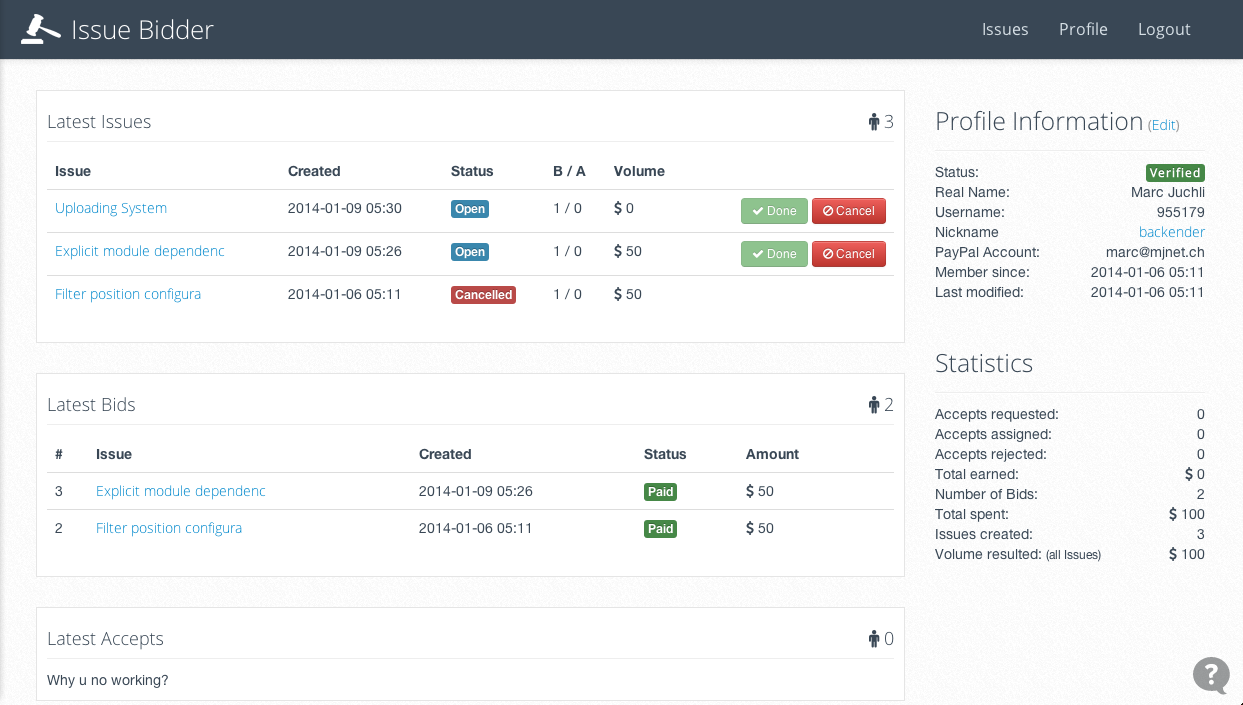 Issue Bidder
Issues Profile Logout
Latest Issues 3
Issue Created Status B / A Volume
Uploading System 2014-01-09 05:30 Open 1 / 0 $ 0 Done Cancel
Explicit module dependenc 2014-01-09 05:26 Open 1 / 0 $ 50 Done Cancel
Filter position configura 2014-01-06 05:11 Cancelled 1 / 0 $ 50
Latest Bids 2
# Issue Created Status Amount
3 Explicit module dependenc 2014-01-09 05:26 Paid $ 50
2 Filter position configura 2014-01-06 05:11 Paid $ 50
Latest Accepts 0
Why u no working?
Profile Information (Edit)
Status: Verified
Real Name: Marc Juchli
Username: 955179
Nickname backender
PayPal Account: marc@mjnet.ch
Member since: 2014-01-06 05:11
Last modified: 2014-01-06 05:11
Statistics
Accepts requested: 0
Accepts assigned: 0
Accepts rejected: 0
Total earned: $ 0
Number of Bids: 2
Total spent: $ 100
Issues created: 3
Volume resulted: (all Issues) $ 100
?